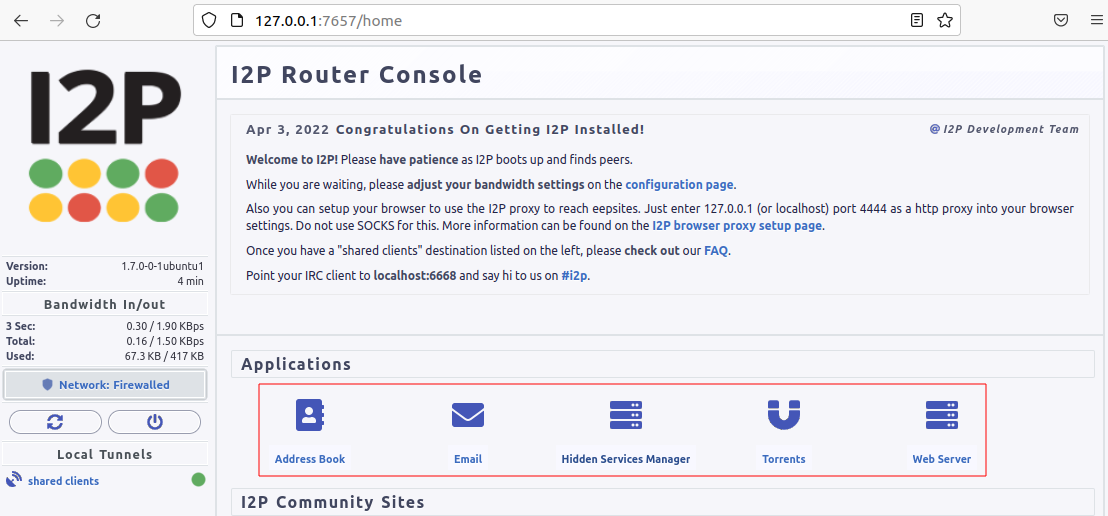 127.0.0.1:7657/home
I2P
I2P Router Console
Apr 3, 2022 Congratulations On Getting I2P Installed!
@ I2P Development Team
Welcome to I2P! Please have patience as I2P boots up and finds peers.
While you are waiting, please adjust your bandwidth settings on the configuration page.
Also you can setup your browser to use the I2P proxy to reach eepsites. Just enter 127.0.0.1 (or localhost) port 4444 as a http proxy into your browser
settings. Do not use SOCKS for this. More information can be found on the I2P browser proxy setup page.
Once you have a "shared clients" destination listed on the left, please check out our FAQ.
Point your IRC client to localhost:6668 and say hi to us on #i2p.
Version: 1.7.0-0-1ubuntu1
Uptime: 4 min
Bandwidth In/out
3 Sec: 0.30 / 1.90 KBps
Total: 0.16 / 1.50 KBps
Used: 67.3 KB / 417 KB
Network: Firewalled
Local Tunnels
shared clients
Applications
Address Book
Email
Hidden Services Manager
Torrents
Web Server
I2P Community Sites